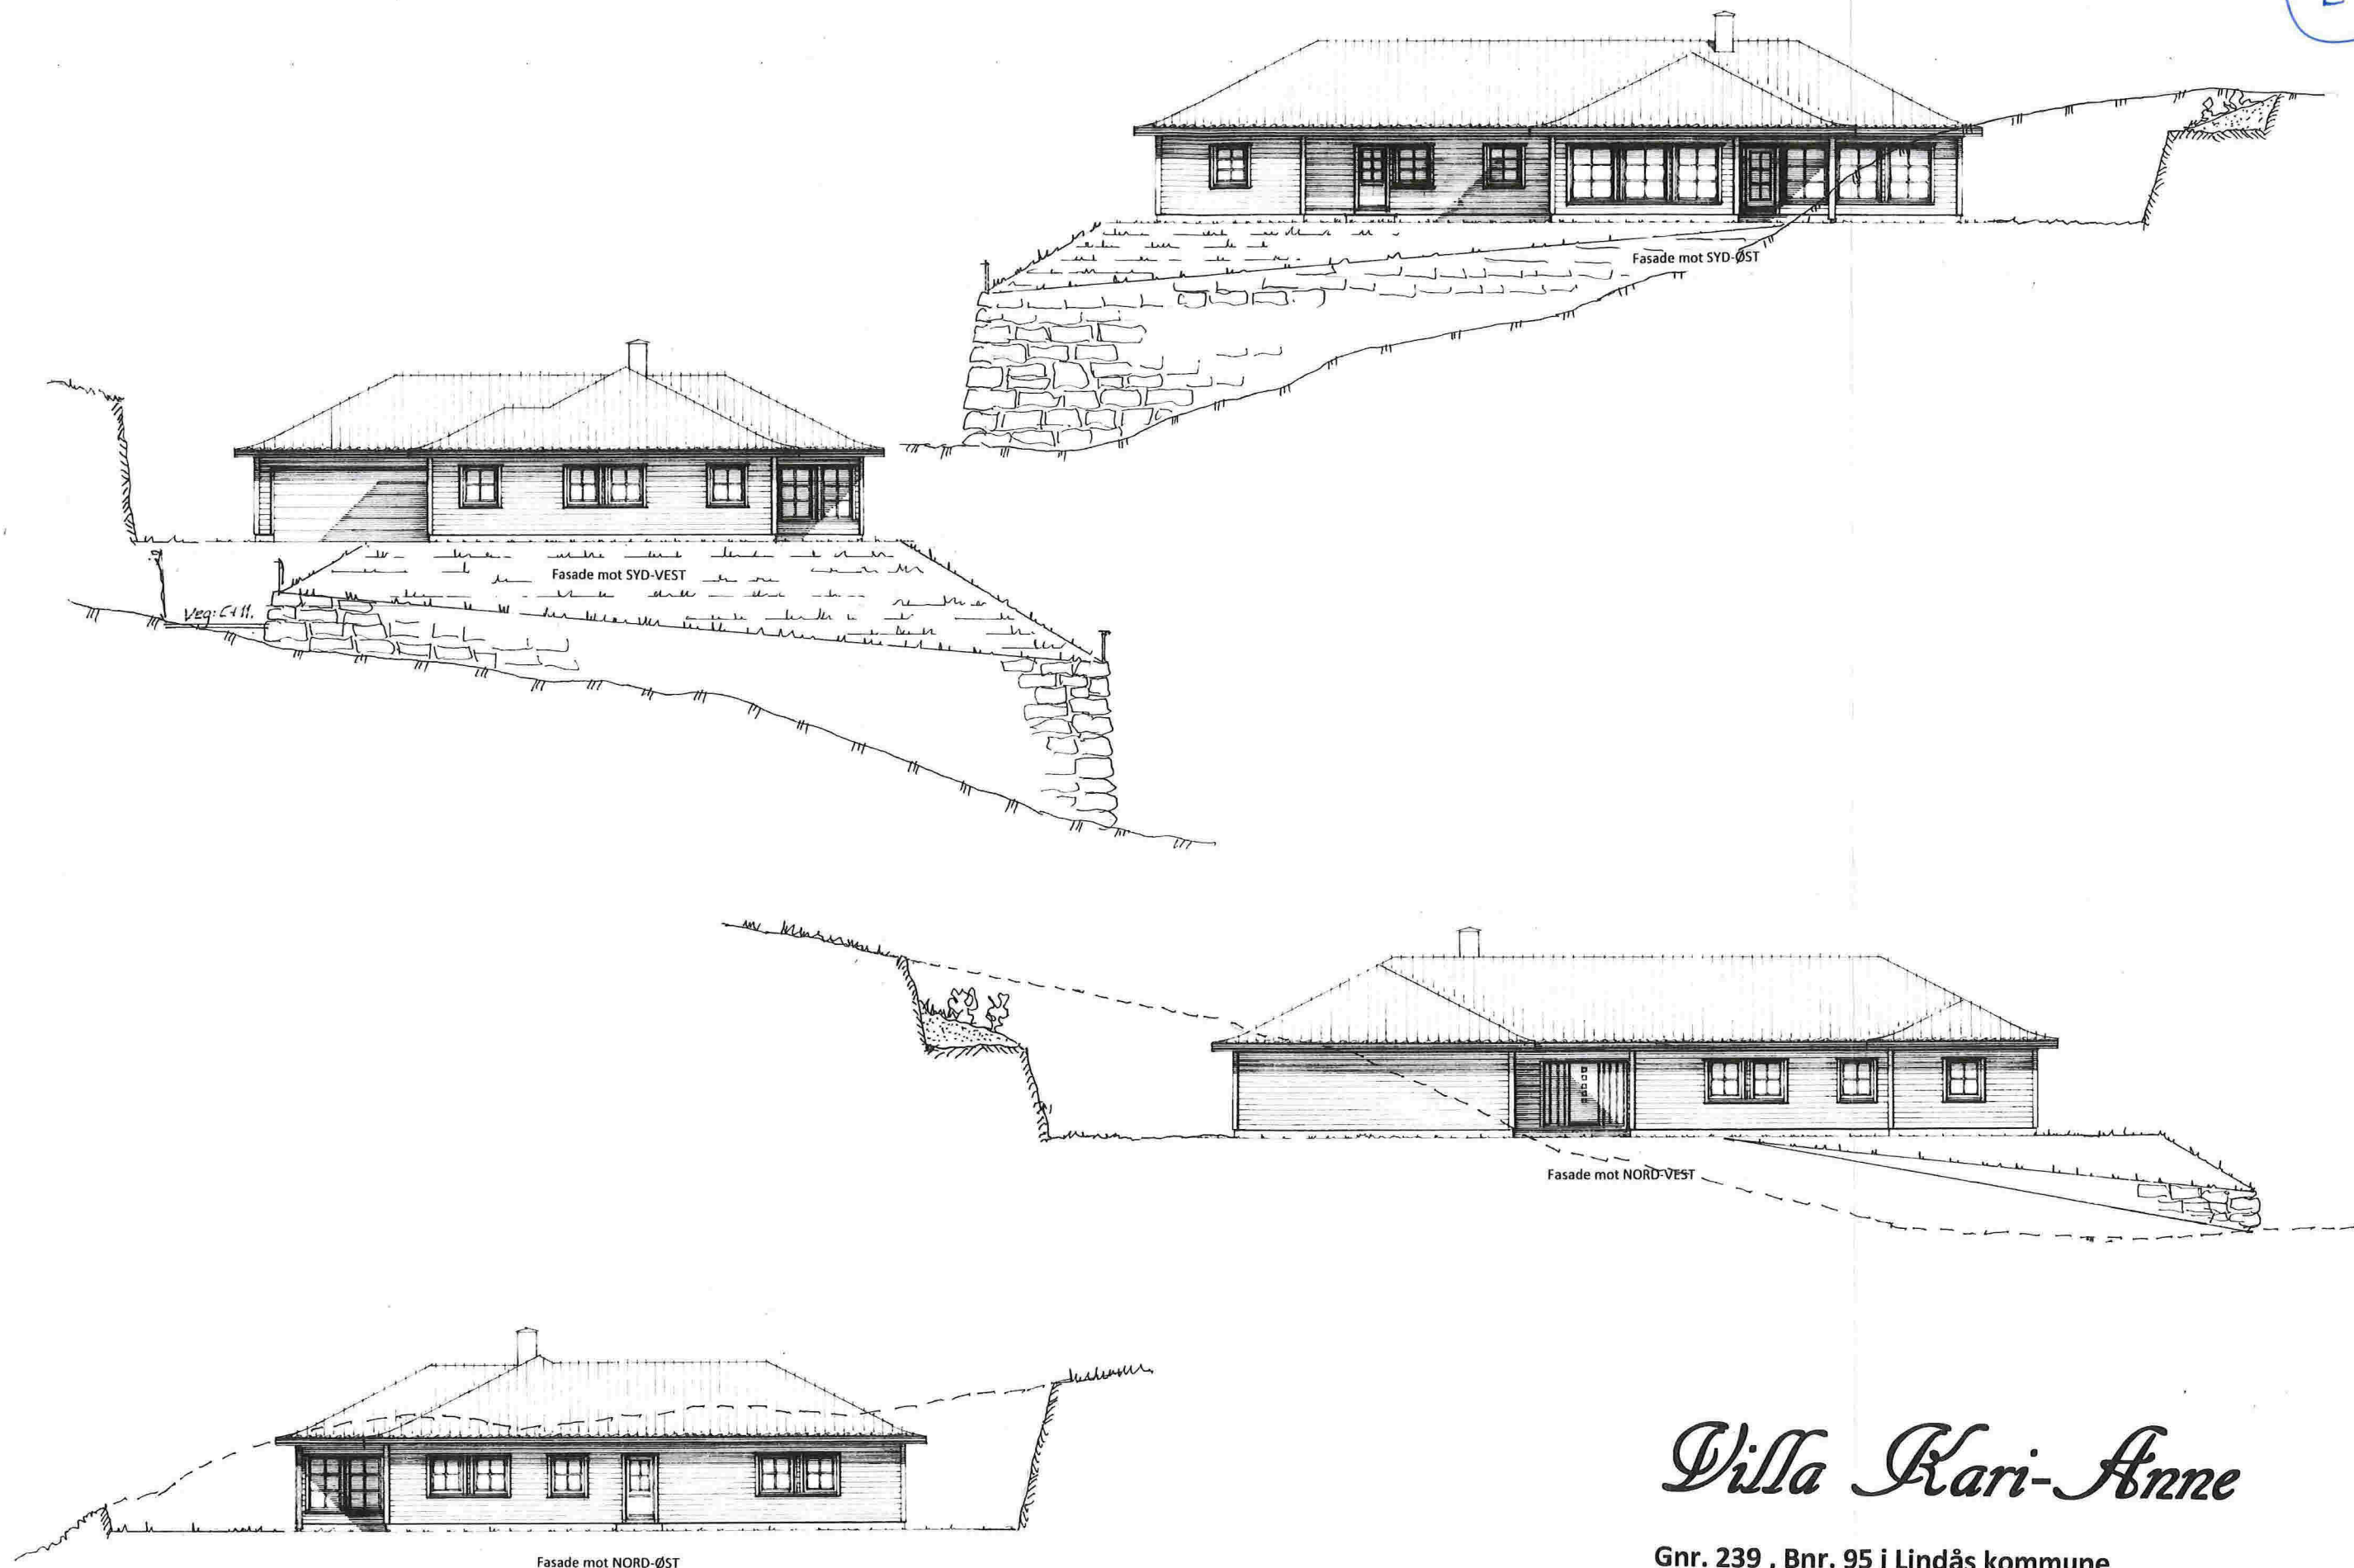 Fasade mot SYD-ØST
Fasade mot SYD-VEST
Veg: C+11.
Fasade mot NORD-VEST
Fasade mot NORD-ØST
Villa Kari-Anne
Gnr. 239 , Bnr. 95 i Lindås kommune